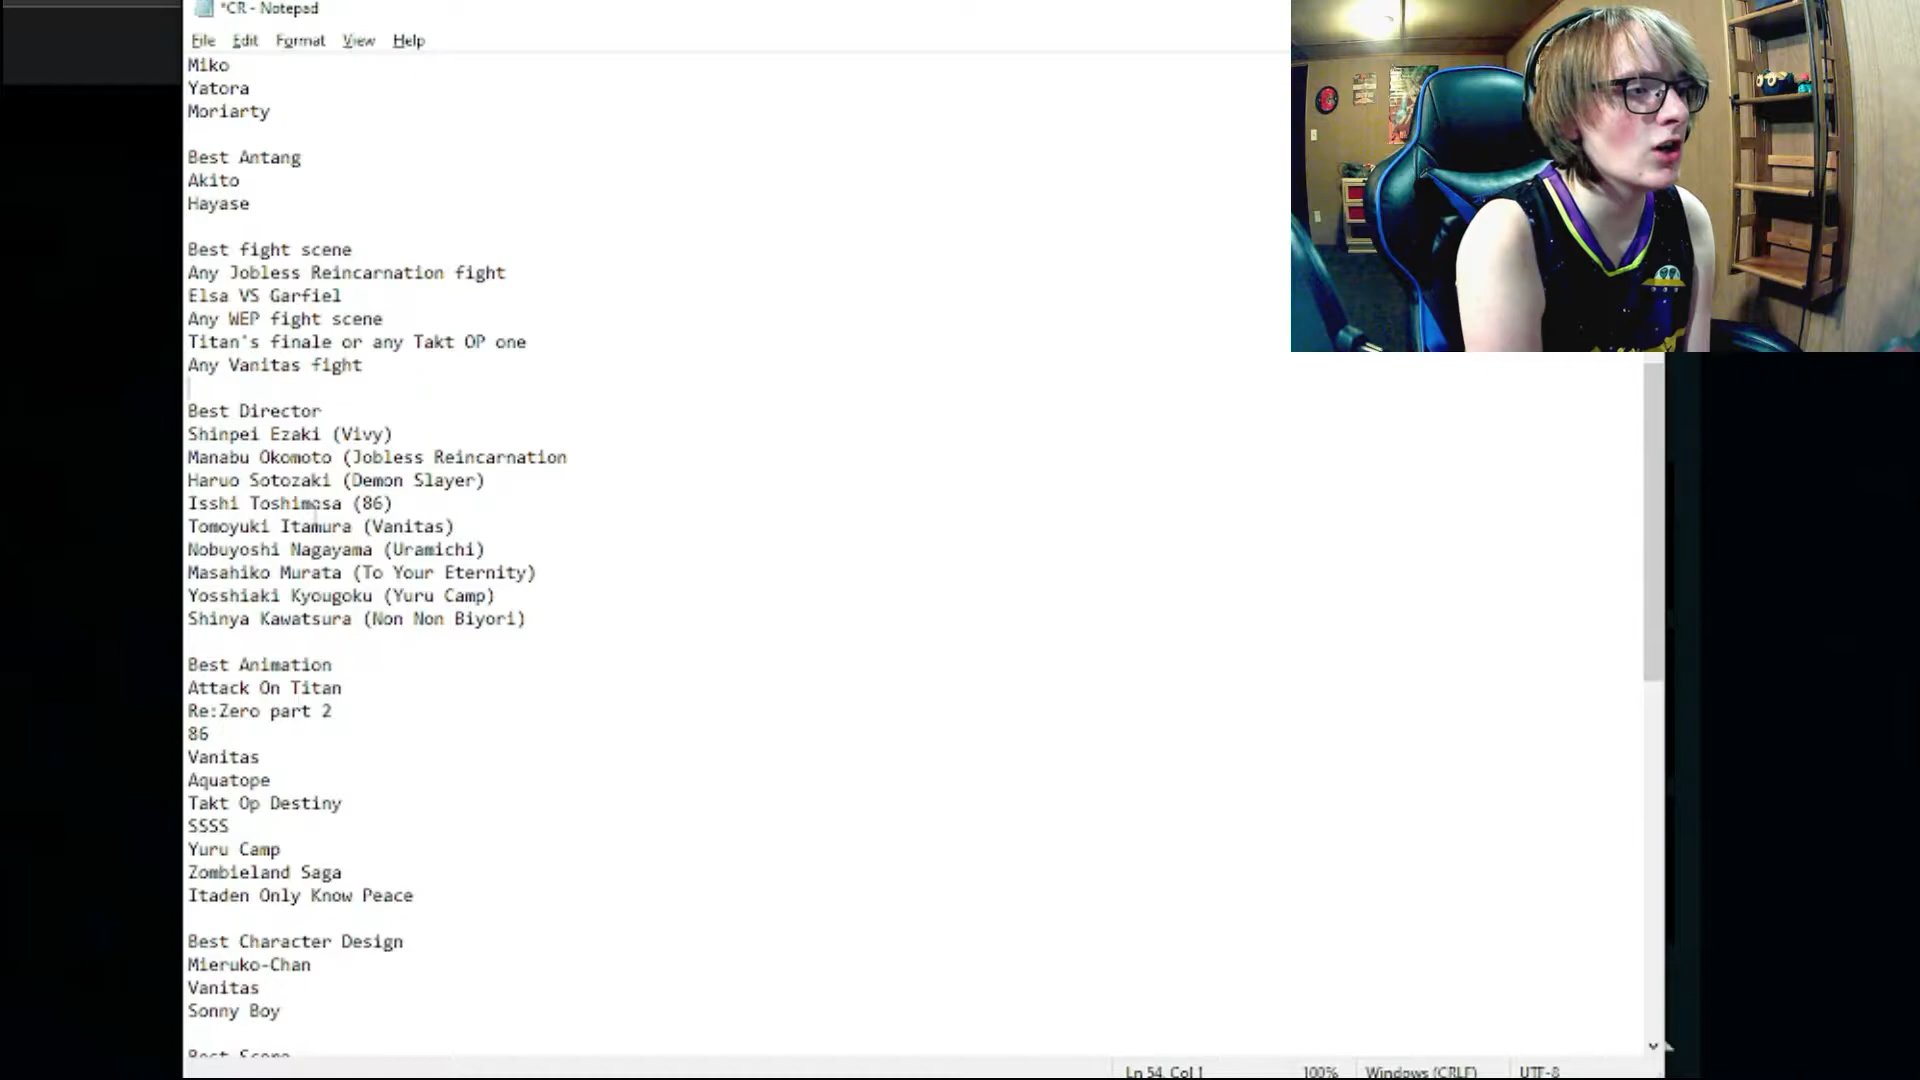 *CR - Notepad
File Edit Format View Help
Miko
Yatora
Moriarty
Best Antang
Akito
Hayase
Best fight scene
Any Jobless Reincarnation fight
Elsa VS Garfiel
Any WEP fight scene
Titan's finale or any Takt OP one
Any Vanitas fight
Best Director
Shinpei Ezaki (Vivy)
Manabu Okomoto (Jobless Reincarnation
Haruo Sotozaki (Demon Slayer)
Isshi Toshimosa (86)
Tomoyuki Itamura (Vanitas)
Nobuyoshi Nagayama (Uramichi)
Masahiko Murata (To Your Eternity)
Yosshiaki Kyougoku (Yuru Camp)
Shinya Kawatsura (Non Non Biyori)
Best Animation
Attack On Titan
Re:Zero part 2
86
Vanitas
Aquatope
Takt Op Destiny
SSSS
Yuru Camp
Zombieland Saga
Itaden Only Know Peace
Best Character Design
Mieruko-Chan
Vanitas
Sonny Boy
Best
Ln 54, Col 1 100% Windows (CRLF) UTF-8